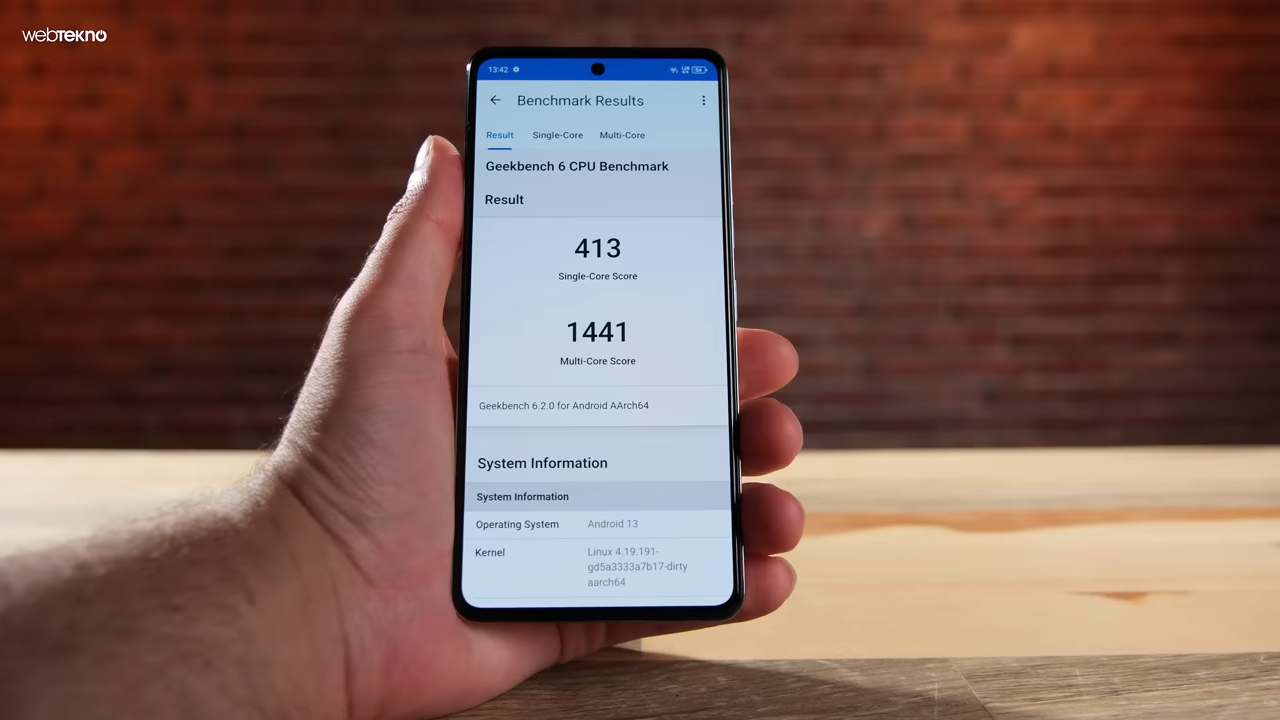 webTEKNO
13:42
Benchmark Results
Result Single-Core Multi-Core
Geekbench 6 CPU Benchmark
Result
413
Single-Core Score
1441
Multi-Core Score
Geekbench 6.2.0 for Android AArch64
System Information
System Information
Operating System Android 13
Kernel Linux 4.19.191-
gd5a3333a7b17-dirty
aarch64